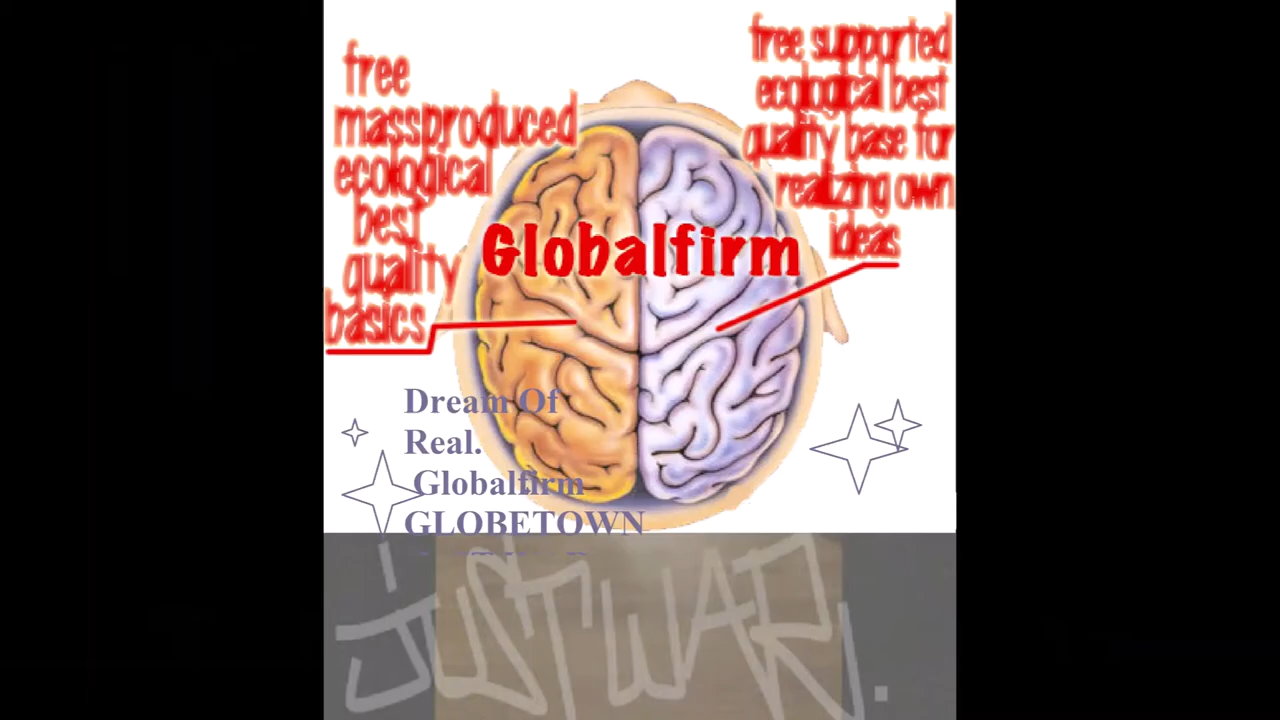 free
massproduced
ecological
best
quality
basics
free supported
ecological best
quality base for
realizing own
ideas
Globalfirm
Dream Of
Real.
Globalfirm
GLOBETOWN
JUST WAR.